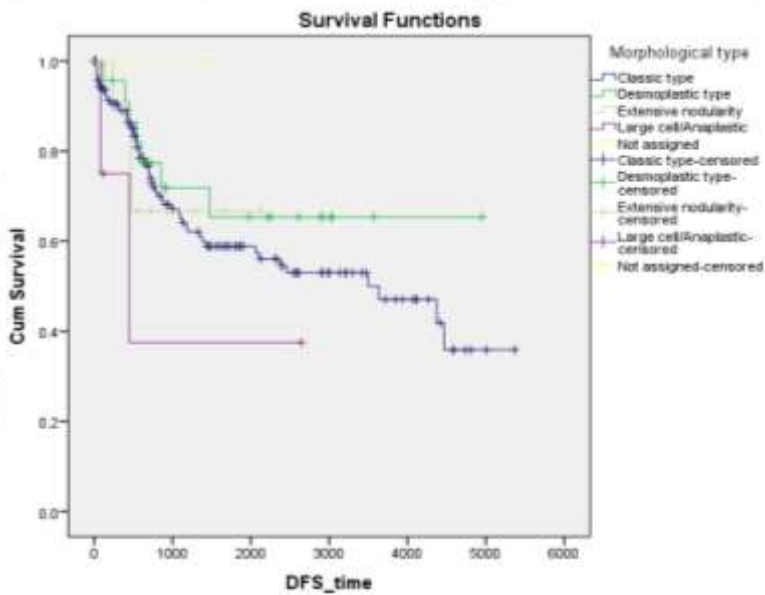 Survival Functions
Morphological type
Classic type
Desmoplastic type
Extensive nodularity
Large cell/Anaplastic
Not assigned
Classic type-censored
Desmoplastic type-
censored
Extensive nodularity-
censored
Large cell/Anaplastic-
censored
Not assigned-censored
Cum Survival
1.0
0.8
0.6
0.4
0.2
0.0
0
1000
2000
3000
4000
5000
6000
DFS_time